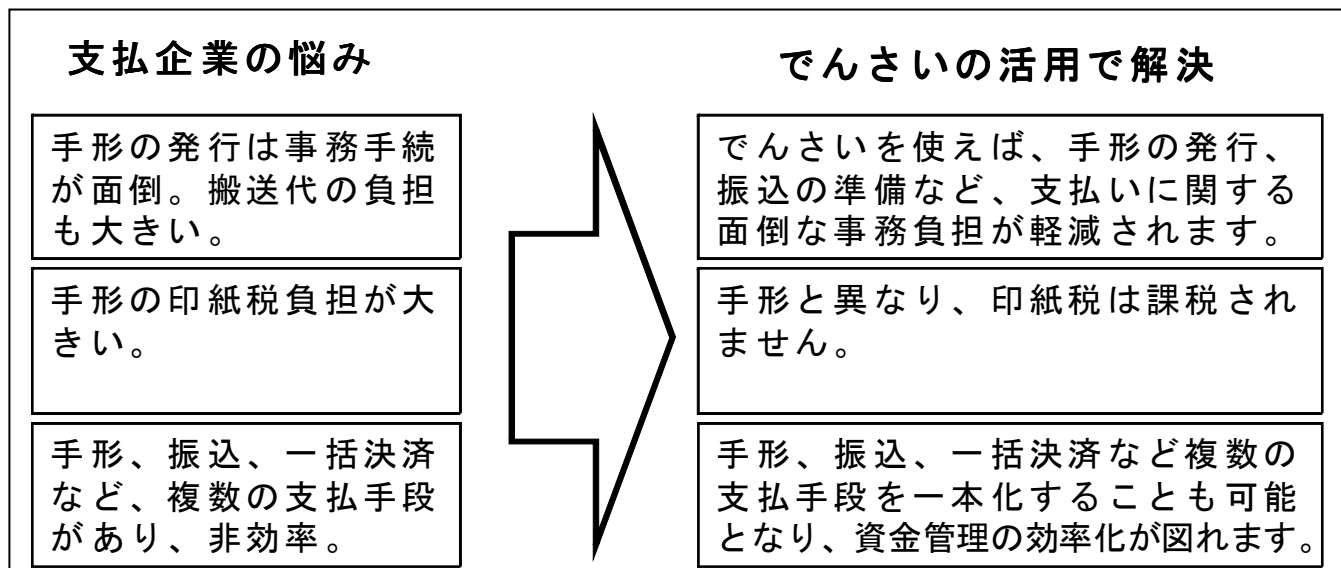 支払企業の悩み
でんさいの活用で解決
手形の発行は事務手続
が面倒。搬送代の負担
も大きい。
でんさいを使えば、手形の発行、
振込の準備など、支払いに関する
面倒な事務負担が軽減されます。
手形の印紙税負担が大
きい。
手形と異なり、印紙税は課税され
ません。
手形、振込、一括決済
など、複数の支払手段
があり、非効率。
手形、振込、一括決済など複数の
支払手段を一本化することも可能
となり、資金管理の効率化が図れます。